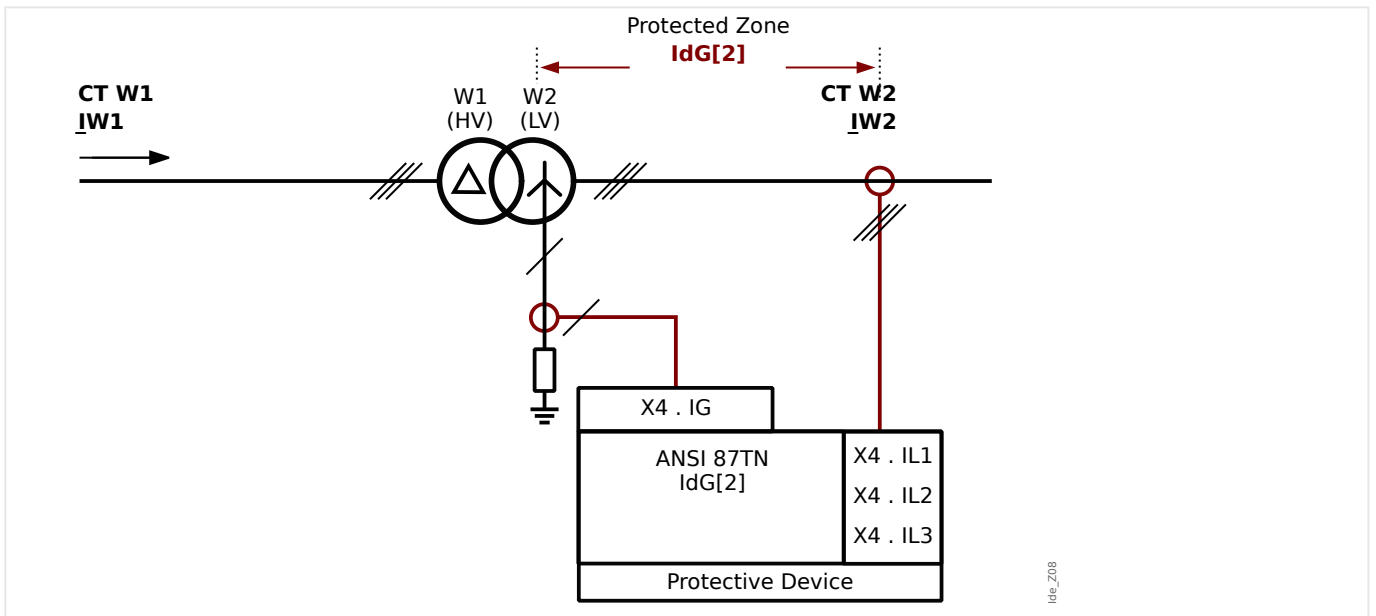 Protected Zone
IdG[2]
CT W1
IW1
W1
(HV)
W2
(LV)
CT W2
IW2
X4 . IG
ANSI 87TN
IdG[2]
X4 . IL1
X4 . IL2
X4 . IL3
Protective Device
Ide_Z08